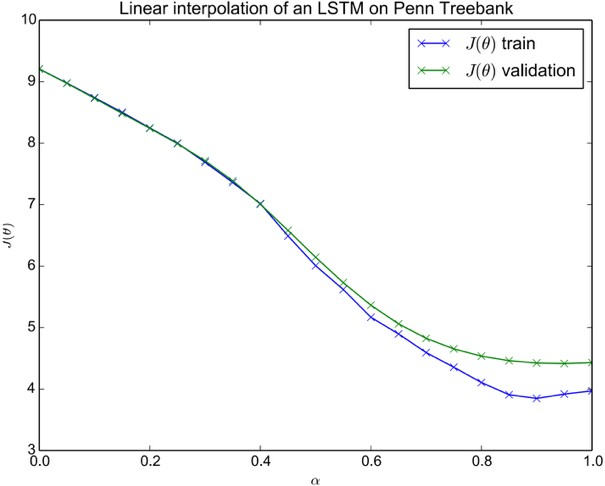 Linear interpolation of an LSTM on Penn Treebank
J(θ) train
J(θ) validation
10
9
8
7
6
5
4
3
J(θ)
0.0 0.2 0.4 0.6 0.8 1.0
α